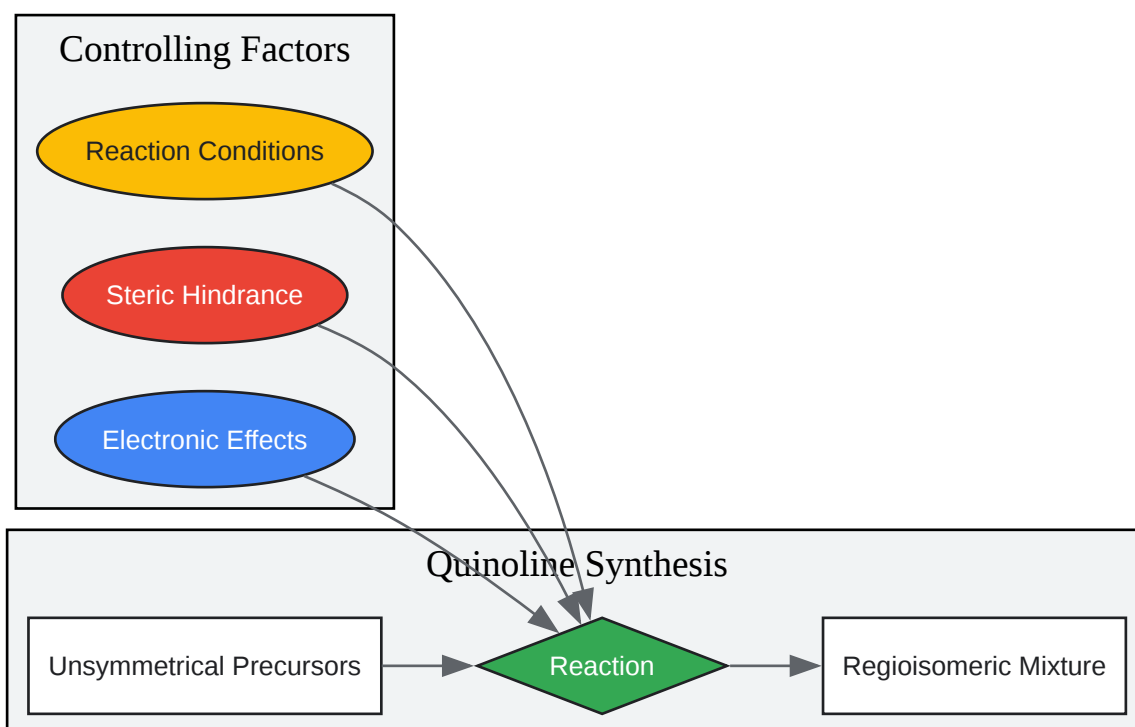 Controlling Factors
Reaction Conditions
Steric Hindrance
Electronic Effects
Quinoline Synthesis
Unsymmetrical Precursors
Reaction
Regioisomeric Mixture